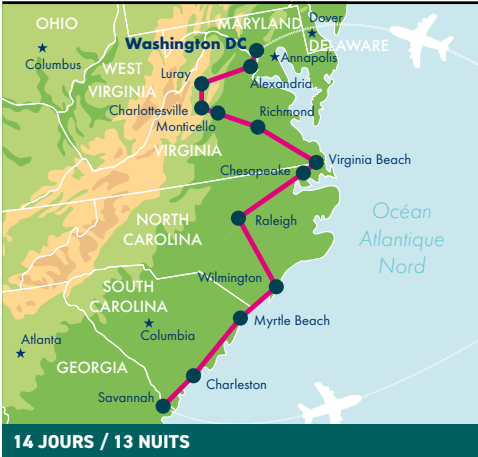 OHIO
MARYLAND
Dover
Washington DC
DELAWARE
Columbus
Annapolis
WEST
VIRGINIA
Luray
Alexandria
Charlottesville
Richmond
Monticello
VIRGINIA
Virginia Beach
Chesapeake
NORTH
CAROLINA
Raleigh
Océan
Atlantique
Nord
Wilmington
SOUTH
CAROLINA
Myrtle Beach
Columbia
Atlanta
GEORGIA
Charleston
Savannah
14 JOURS / 13 NUITS